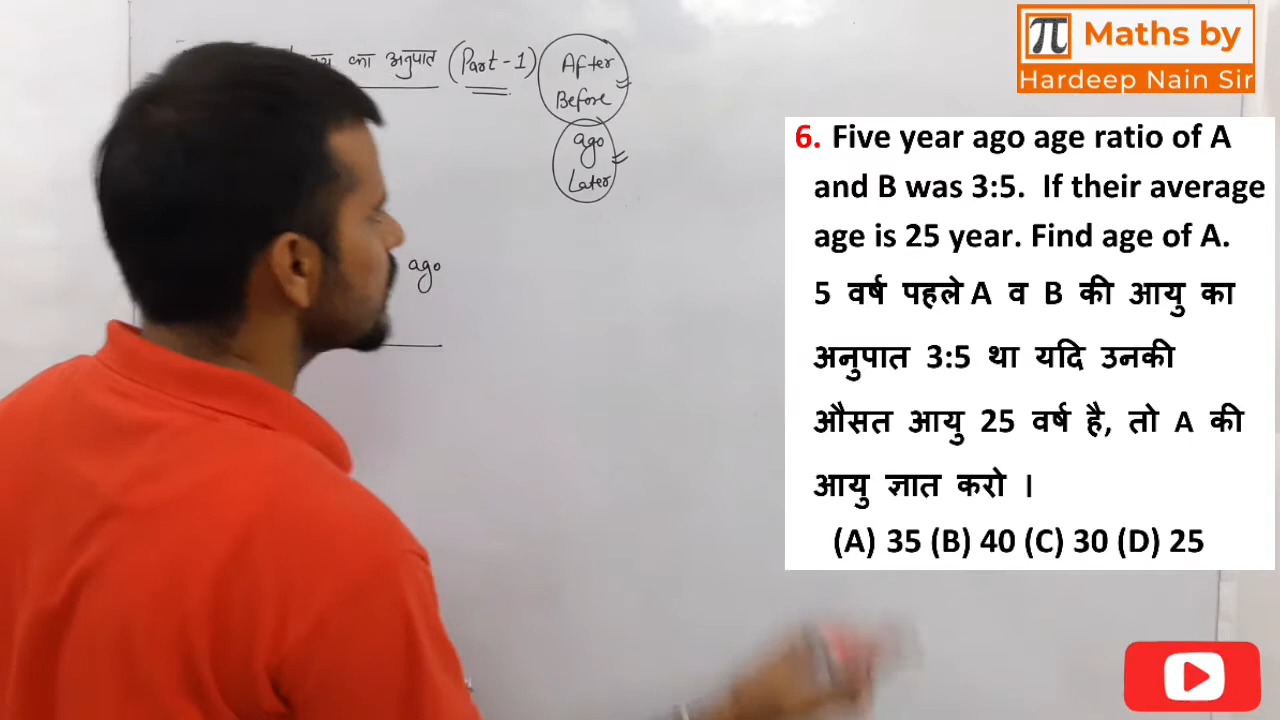 का अनुपात (Part-1)
After
Before
ago
Later
ago
π Maths by
Hardeep Nain Sir
6. Five year ago age ratio of A
and B was 3:5. If their average
age is 25 year. Find age of A.
5 वर्ष पहले A व B की आयु का
अनुपात 3:5 था यदि उनकी
औसत आयु 25 वर्ष है, तो A की
आयु ज्ञात करो ।
(A) 35 (B) 40 (C) 30 (D) 25